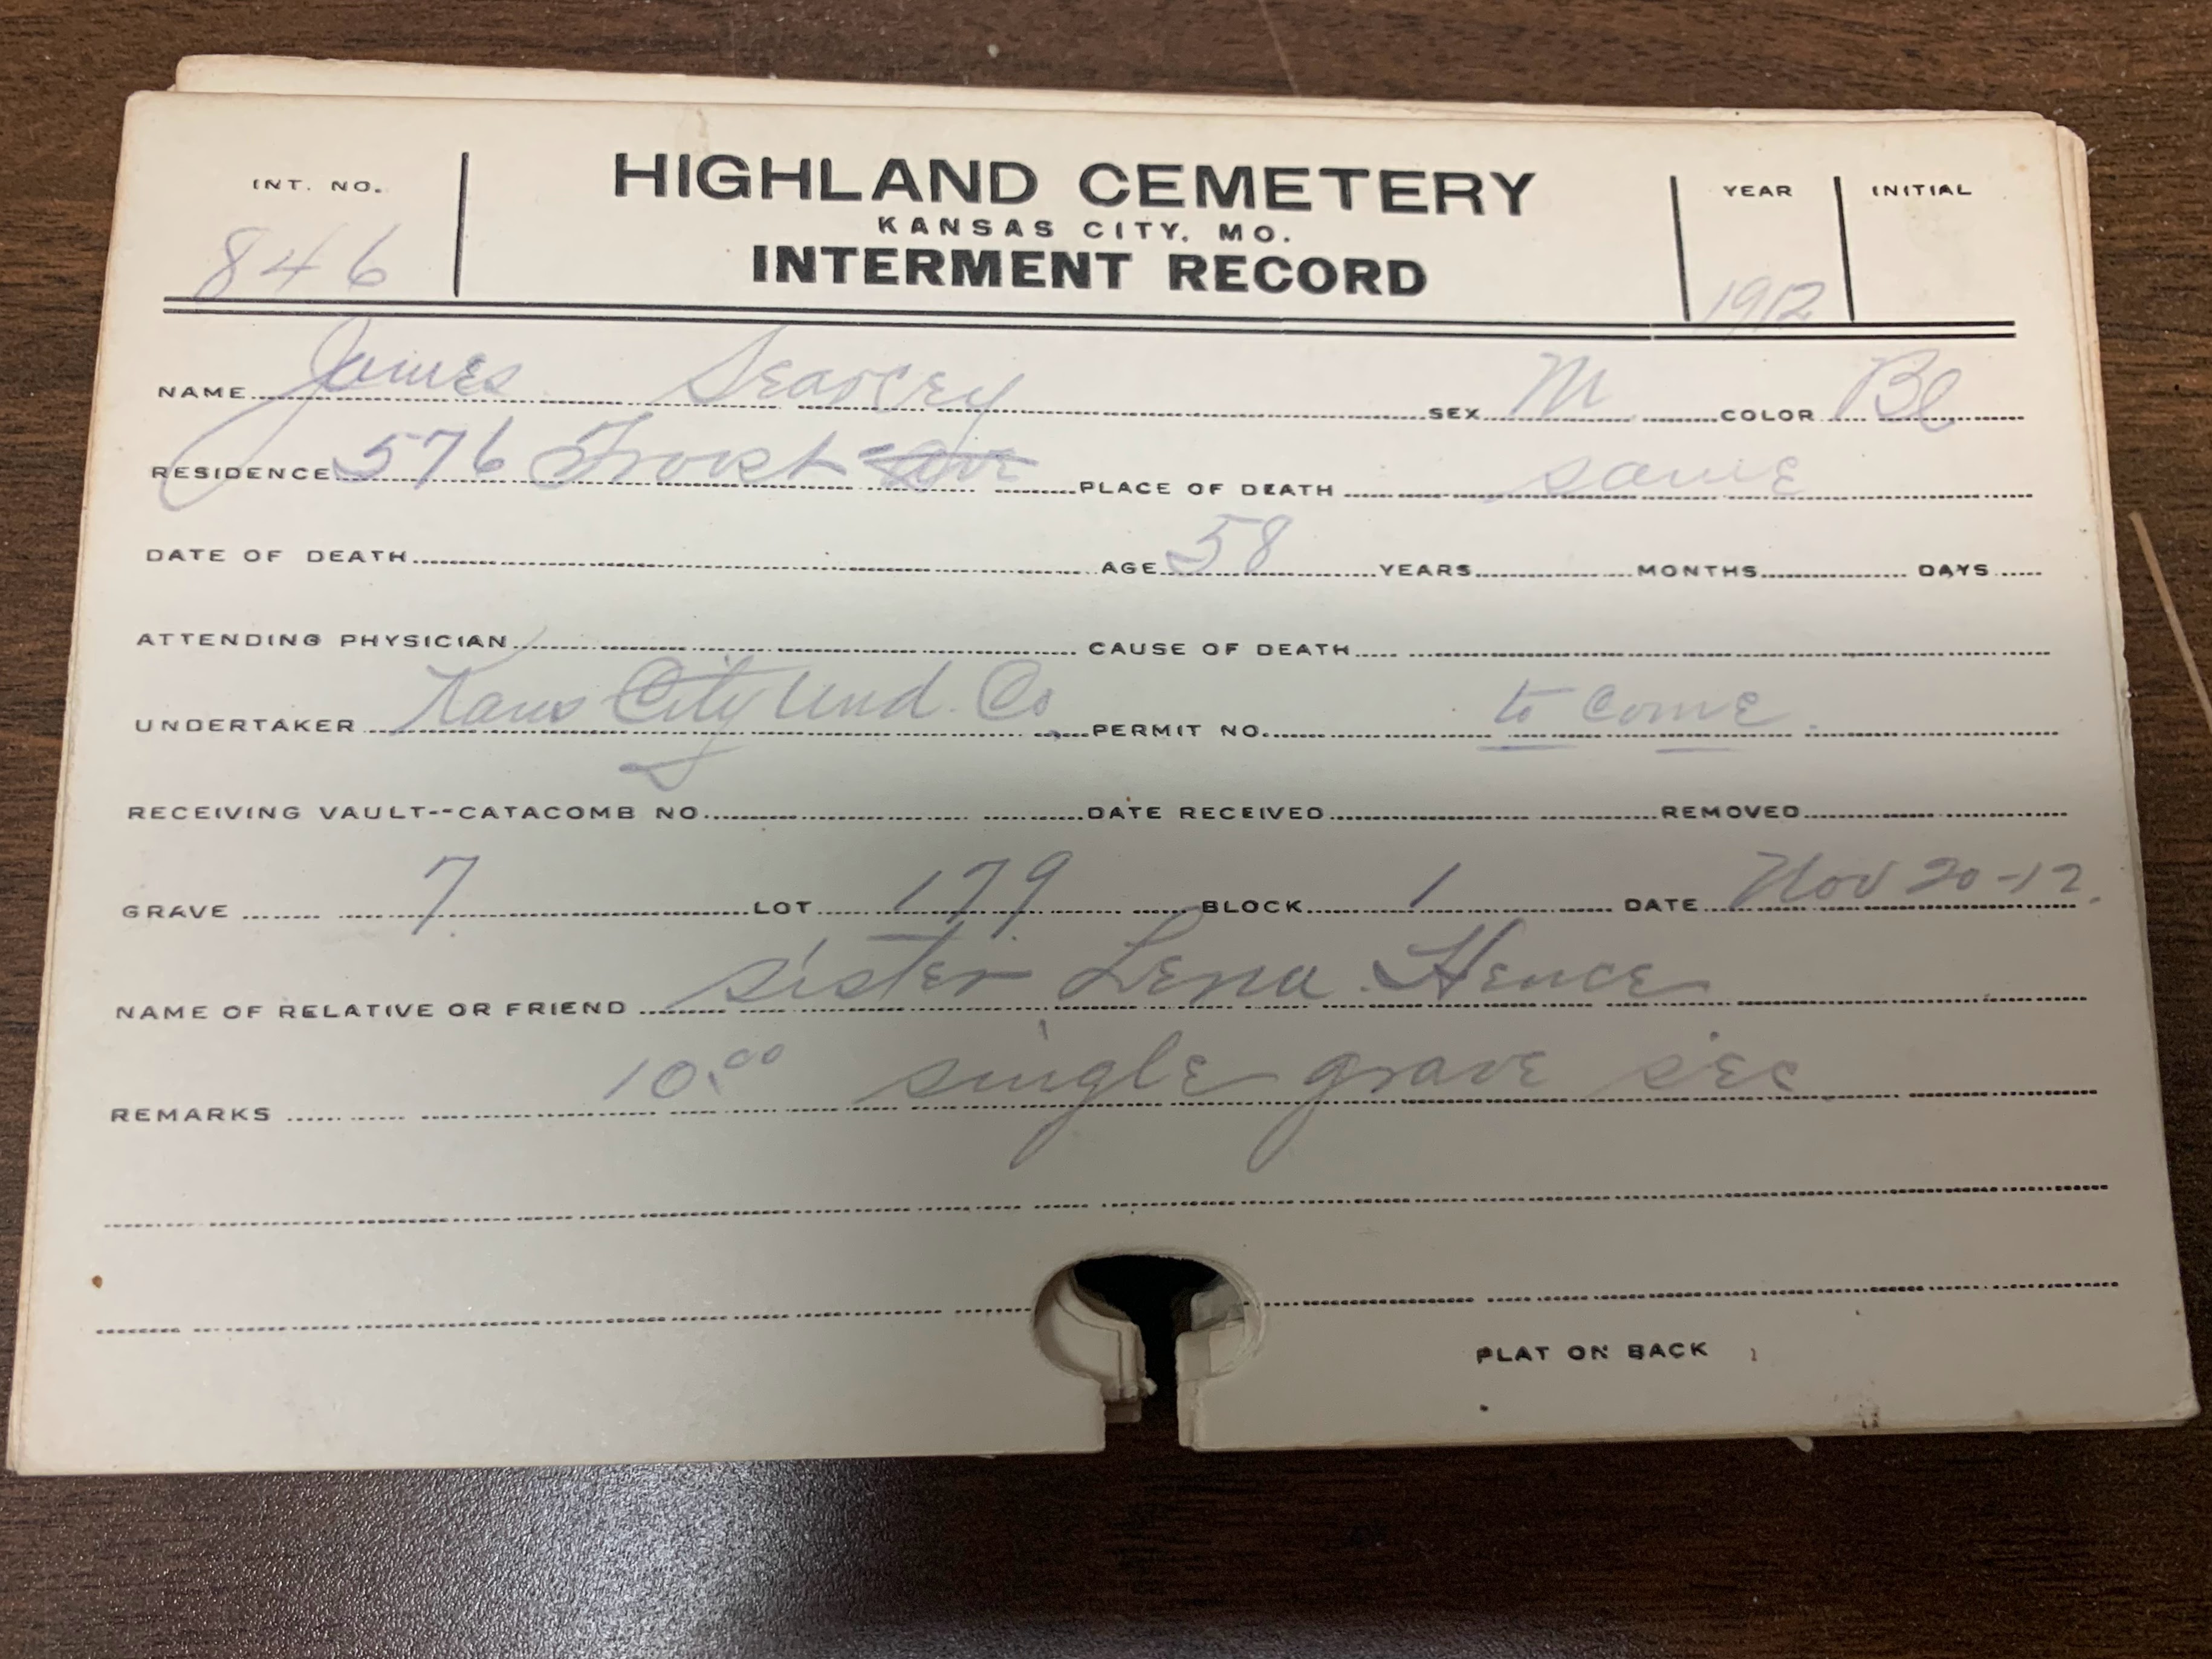 INT. NO. HIGHLAND CEMETERY YEAR INITIAL
KANSAS CITY, MO.
846 INTERMENT RECORD 1912
NAME James Searcey SEX M COLOR Bl
RESIDENCE 576 Troost Ave PLACE OF DEATH same
DATE OF DEATH AGE 58 YEARS MONTHS DAYS
ATTENDING PHYSICIAN CAUSE OF DEATH
UNDERTAKER Kans City Und. Co PERMIT NO. to come.
RECEIVING VAULT--CATACOMB NO. DATE RECEIVED REMOVED
GRAVE 7 LOT 179 BLOCK 1 DATE Nov 20-12.
NAME OF RELATIVE OR FRIEND sister Lena Hence
REMARKS 10.00 single grave sec
PLAT ON BACK